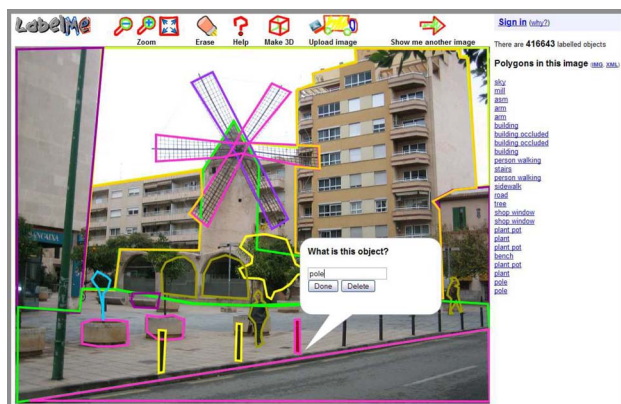 LabelMe
Zoom
Erase
Help
Make 3D
Upload image
Show me another image
Sign in (why?)
There are 416643 labelled objects
Polygons in this image (IMG, XML)
sky
mill
asm
arm
arm
building
building occluded
building occluded
building
person walking
stairs
person walking
sidewalk
road
tree
shop window
shop window
plant pot
plant
plant pot
bench
plant pot
plant
pole
pole
BANCAIXA
What is this object?
pole
Done
Delete